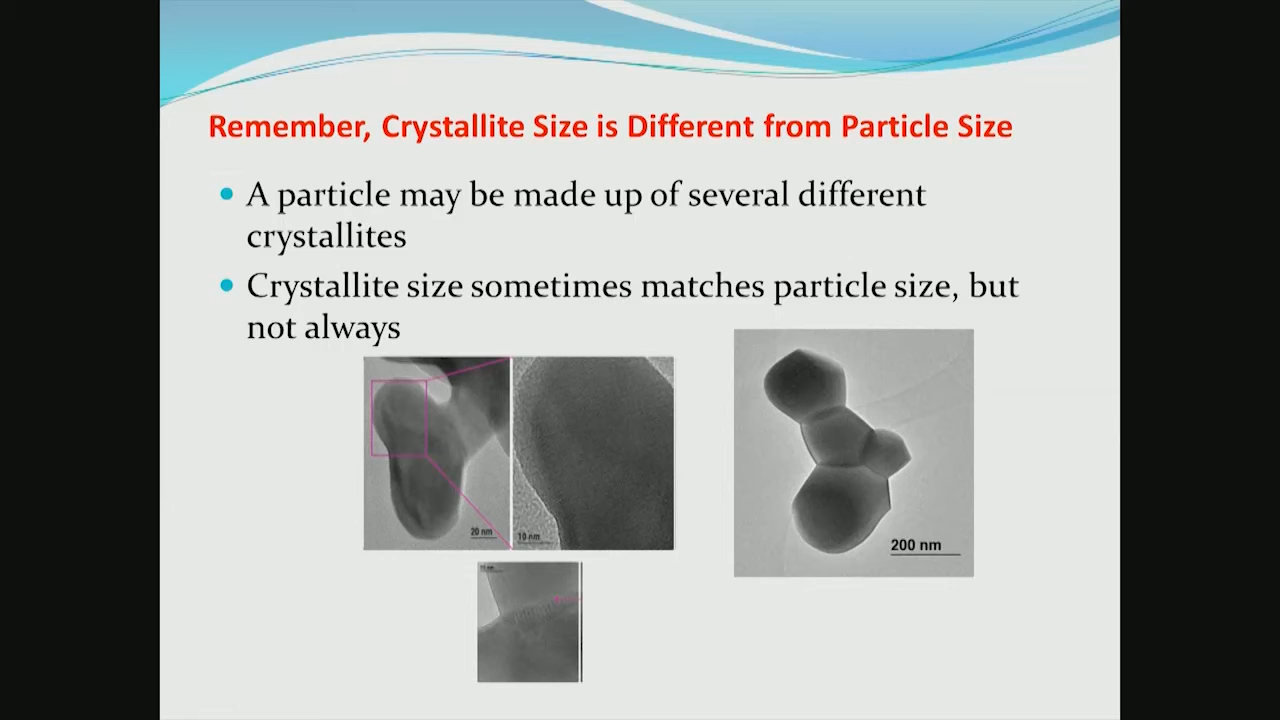 Remember, Crystallite Size is Different from Particle Size
• A particle may be made up of several different
crystallites
• Crystallite size sometimes matches particle size, but
not always
20 nm
10 nm
200 nm